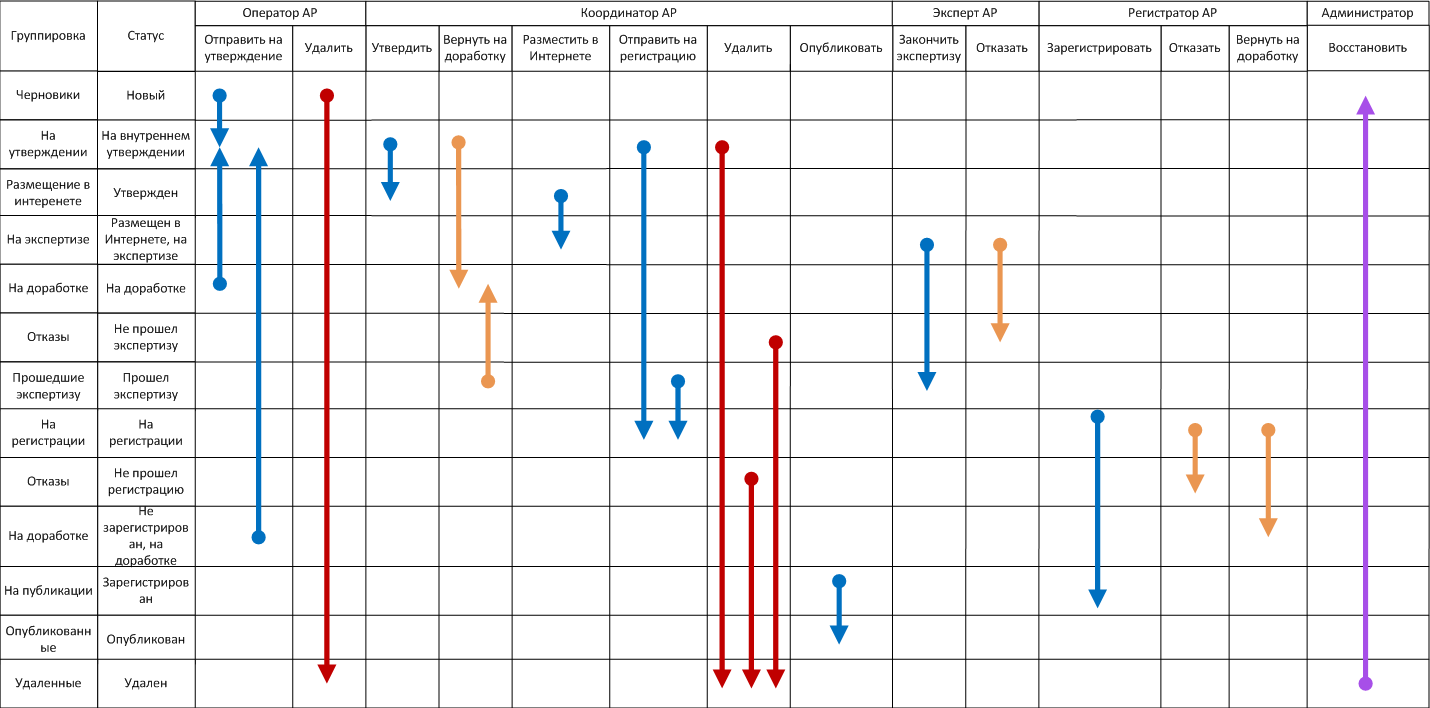 Группировка
Статус
Оператор АР
Координатор АР
Эксперт АР
Регистратор АР
Администратор
Отправить на
утверждение
Удалить
Утвердить
Вернуть на
доработку
Разместить в
Интернете
Отправить на
регистрацию
Удалить
Опубликовать
Закончить
экспертизу
Отказать
Зарегистрировать
Отказать
Вернуть на
доработку
Восстановить
Черновики
Новый
На
утверждении
На внутреннем
утверждении
Размещение в
интеренете
Утвержден
На экспертизе
Размещен в
Интернете, на
экспертизе
На доработке
На доработке
Отказы
Не прошел
экспертизу
Прошедшие
экспертизу
Прошел
экспертизу
На
регистрации
На
регистрации
Отказы
Не прошел
регистрацию
На доработке
Не
зарегистриров
ан, на
доработке
На публикации
Зарегистриров
ан
Опубликованн
ые
Опубликован
Удаленные
Удален